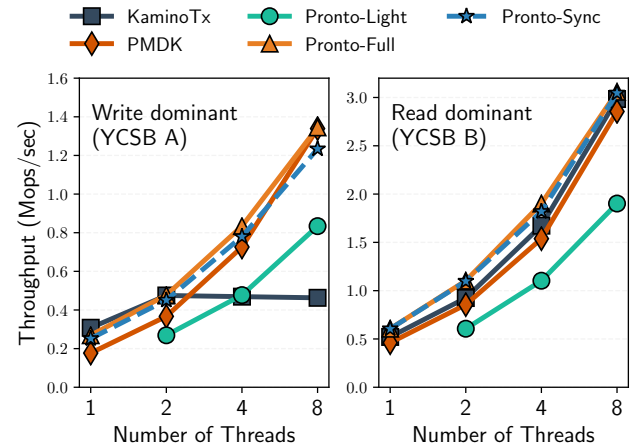 KaminoTx
Pronto-Light
Pronto-Sync
PMDK
Pronto-Full
Throughput (Mops/sec)
1.6
1.4
1.2
1.0
0.8
0.6
0.4
0.2
0.0
Write dominant
(YCSB A)
1 2 4 8
Number of Threads
3.0
2.5
2.0
1.5
1.0
0.5
0.0
Read dominant
(YCSB B)
1 2 4 8
Number of Threads